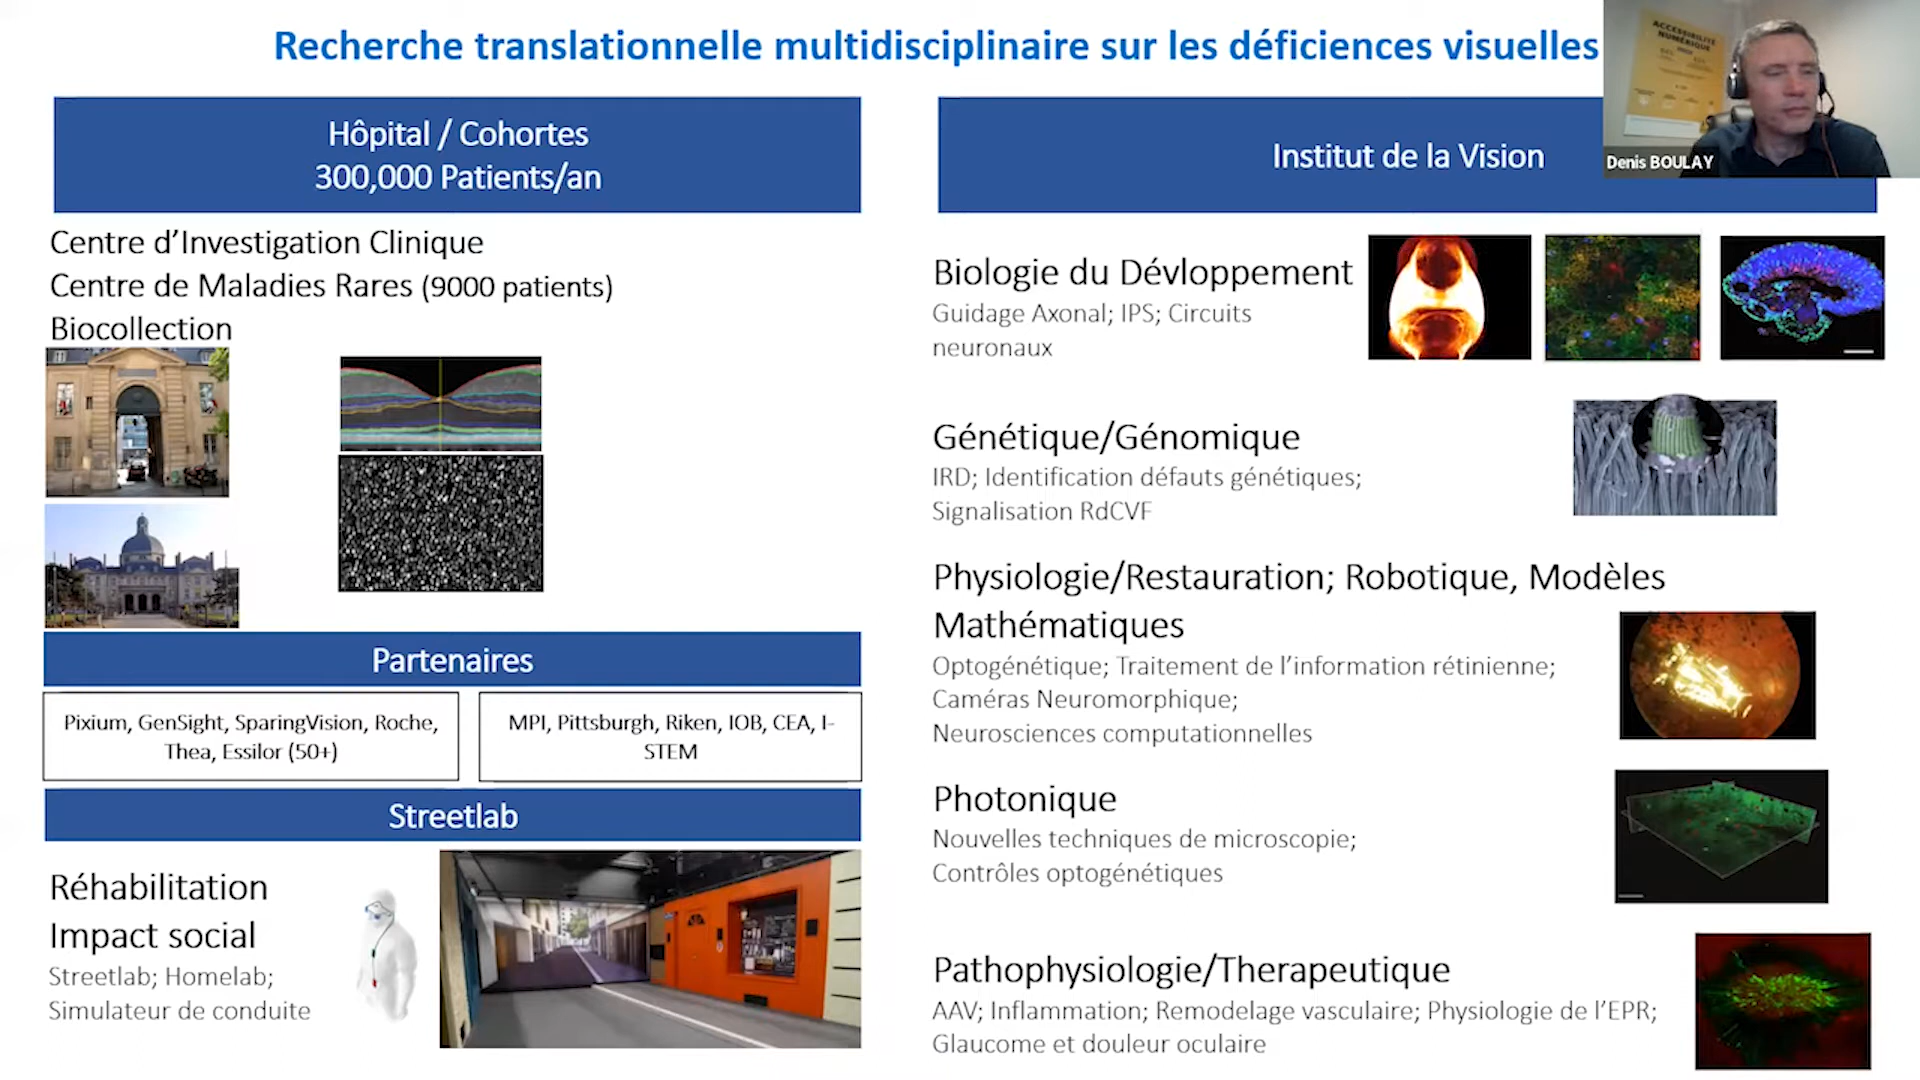 Recherche translationnelle multidisciplinaire sur les déficiences visuelles
ACCESSIBILITÉ
NUMÉRIQUE
Denis BOULAY
Hôpital / Cohortes
300,000 Patients/an
Centre d’Investigation Clinique
Centre de Maladies Rares (9000 patients)
Biocollection
Partenaires
Pixium, GenSight, SparingVision, Roche,
Thea, Essilor (50+)
MPI, Pittsburgh, Riken, IOB, CEA, I-
STEM
Streetlab
Réhabilitation
Impact social
Streetlab; Homelab;
Simulateur de conduite
Institut de la Vision
Biologie du Dévloppement
Guidage Axonal; IPS; Circuits
neuronaux
Génétique/Génomique
IRD; Identification défauts génétiques;
Signalisation RdCVF
Physiologie/Restauration; Robotique, Modèles
Mathématiques
Optogénétique; Traitement de l’information rétinienne;
Caméras Neuromorphique;
Neurosciences computationnelles
Photonique
Nouvelles techniques de microscopie;
Contrôles optogénétiques
Pathophysiologie/Therapeutique
AAV; Inflammation; Remodelage vasculaire; Physiologie de l’EPR;
Glaucome et douleur oculaire